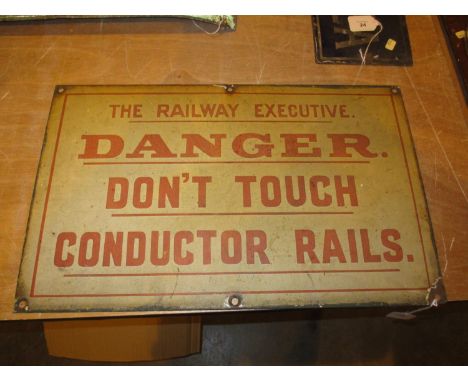 THE RAILWAY EXECUTIVE.
DANGER.
DON'T TOUCH
CONDUCTOR RAILS.